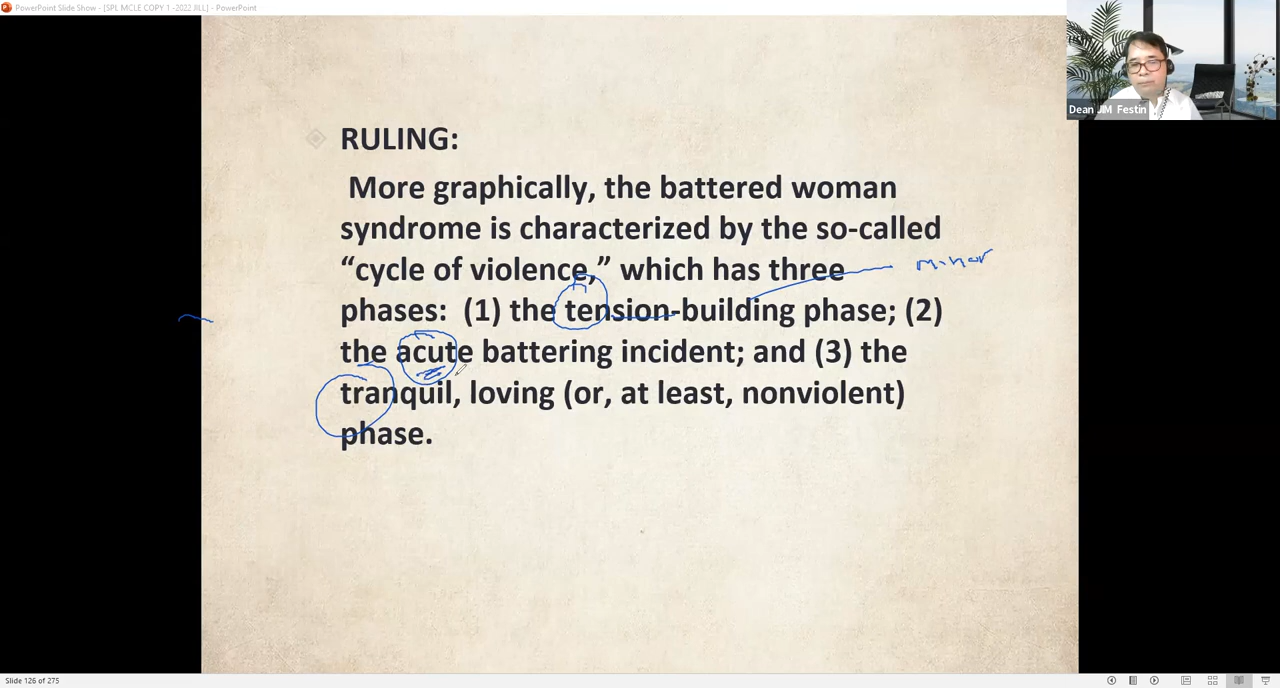 PowerPoint Slide Show - [SPL MCLE COPY 1 -2022 JILL] - PowerPoint
Dean JIM Festin
RULING:
More graphically, the battered woman
syndrome is characterized by the so-called
“cycle of violence,” which has three
minor
phases: (1) the tension-building phase; (2)
the acute battering incident; and (3) the
tranquil, loving (or, at least, nonviolent)
phase.
Slide 126 of 275